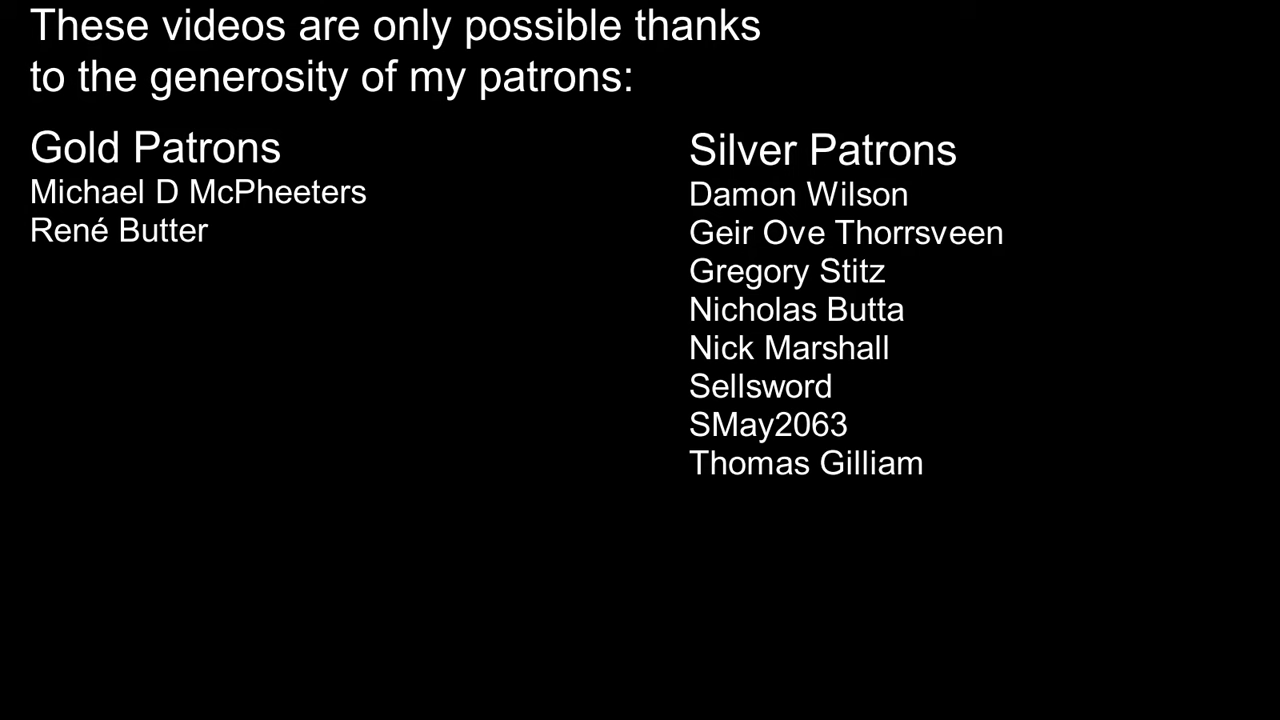 These videos are only possible thanks
to the generosity of my patrons:
Gold Patrons
Michael D McPheeters
René Butter
Silver Patrons
Damon Wilson
Geir Ove Thorrsveen
Gregory Stitz
Nicholas Butta
Nick Marshall
Sellsword
SMay2063
Thomas Gilliam